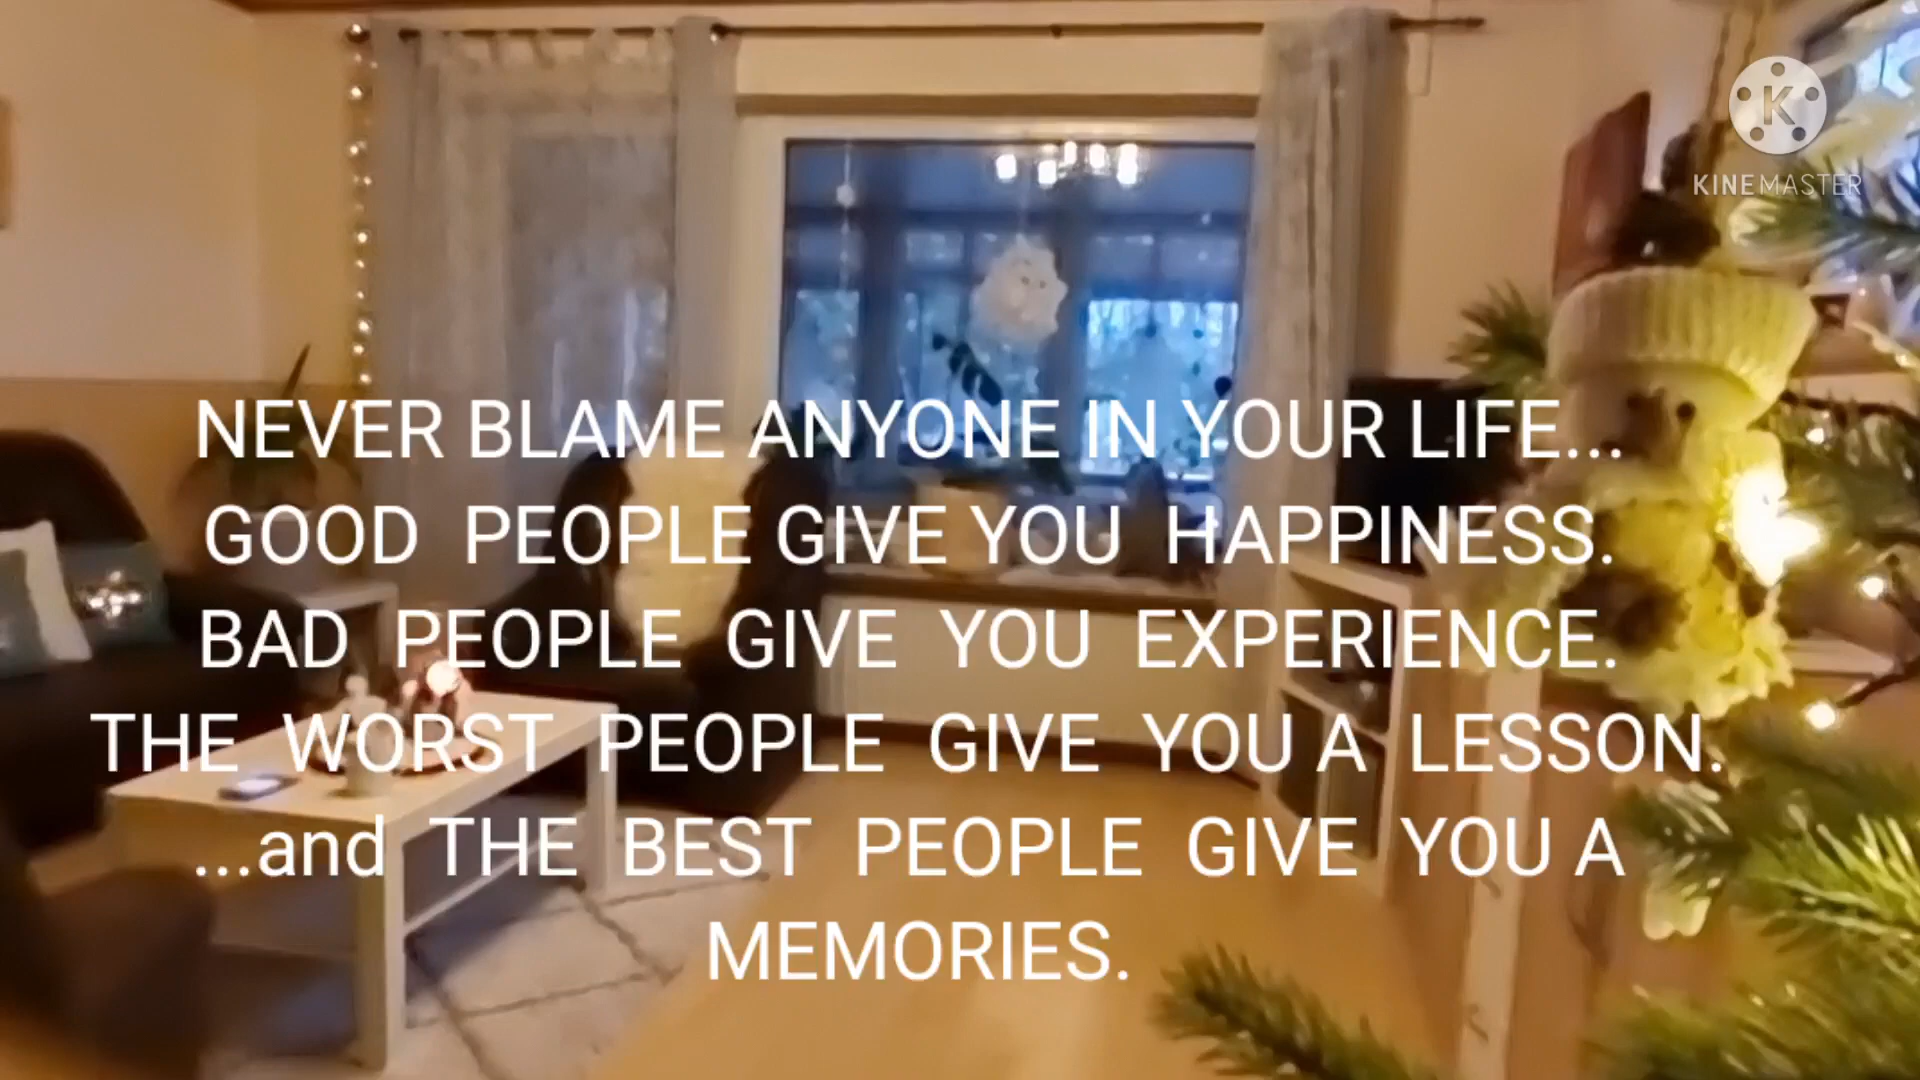 KINEMASTER
NEVER BLAME ANYONE IN YOUR LIFE...
GOOD PEOPLE GIVE YOU HAPPINESS.
BAD PEOPLE GIVE YOU EXPERIENCE.
THE WORST PEOPLE GIVE YOU A LESSON.
...and THE BEST PEOPLE GIVE YOU A
MEMORIES.